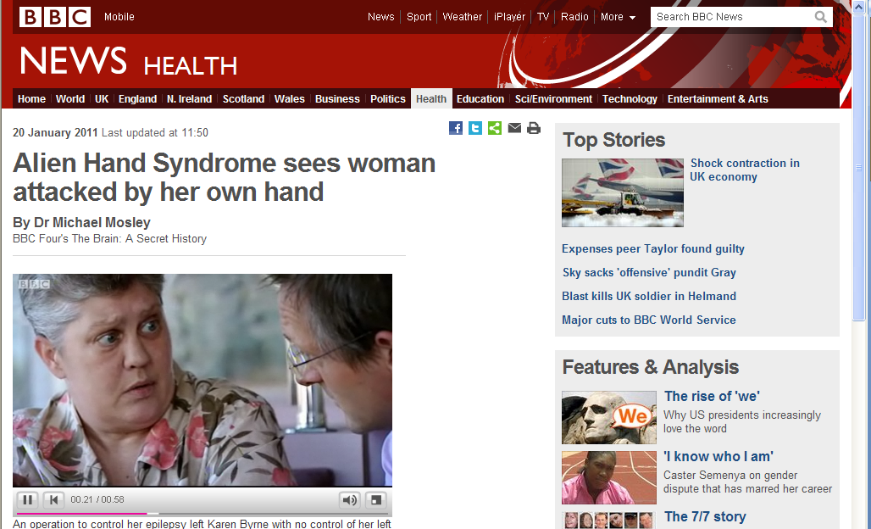 BBC Mobile News Sport Weather iPlayer TV Radio More Search BBC News
NEWS HEALTH
Home World UK England N. Ireland Scotland Wales Business Politics Health Education Sci/Environment Technology Entertainment & Arts
20 January 2011 Last updated at 11:50
Alien Hand Syndrome sees woman
attacked by her own hand
By Dr Michael Mosley
BBC Four's The Brain: A Secret History
BBC
00.21 / 00.58
An operation to control her epilepsy left Karen Byrne with no control of her left
Top Stories
Shock contraction in
UK economy
Expenses peer Taylor found guilty
Sky sacks 'offensive' pundit Gray
Blast kills UK soldier in Helmand
Major cuts to BBC World Service
Features & Analysis
We
The rise of 'we'
Why US presidents increasingly
love the word
'I know who I am'
Caster Semenya on gender
dispute that has marred her career
The 7/7 story